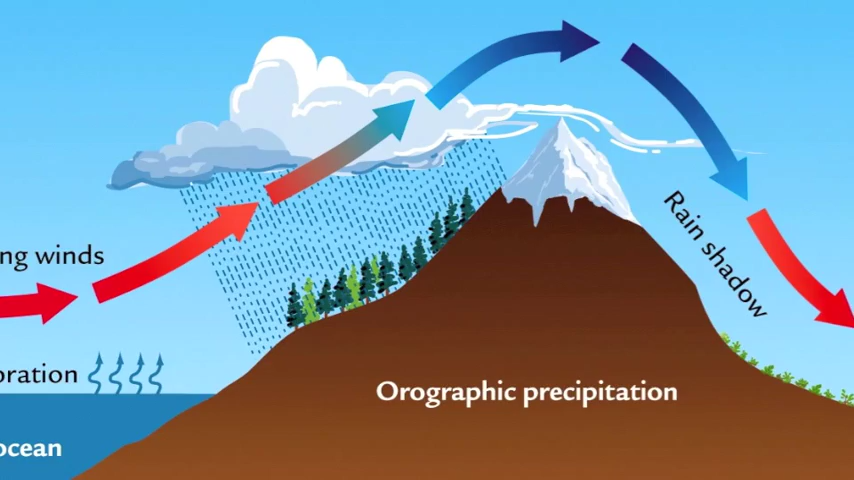 ng winds
Rain shadow
oration
Orographic precipitation
ocean